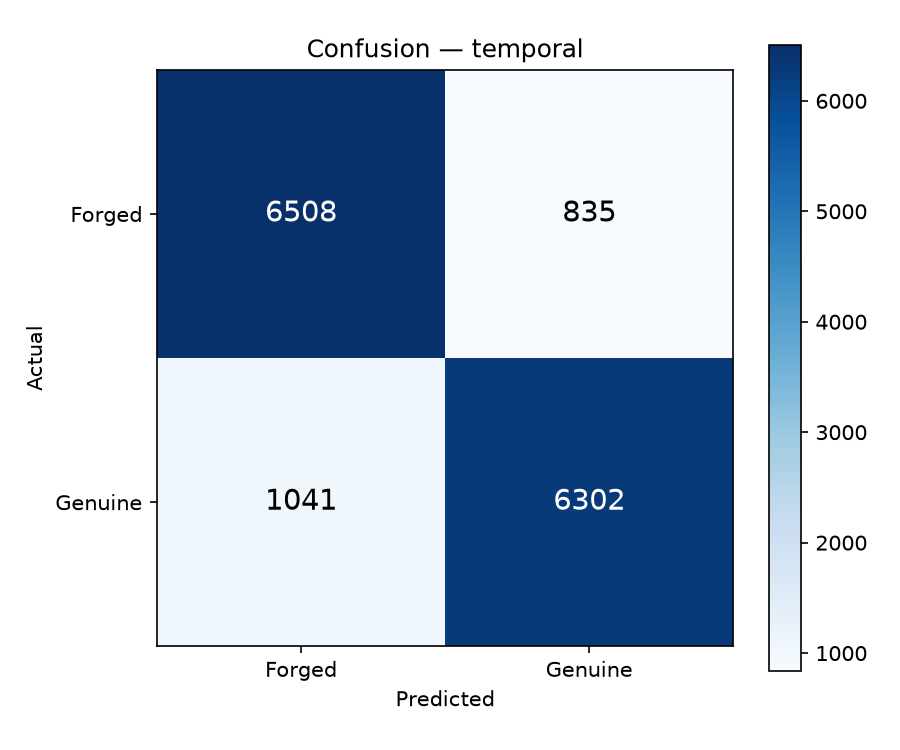 Confusion — temporal
6000
5000
4000
3000
2000
1000
Actual
Forged
6508
835
Genuine
1041
6302
Forged
Genuine
Predicted